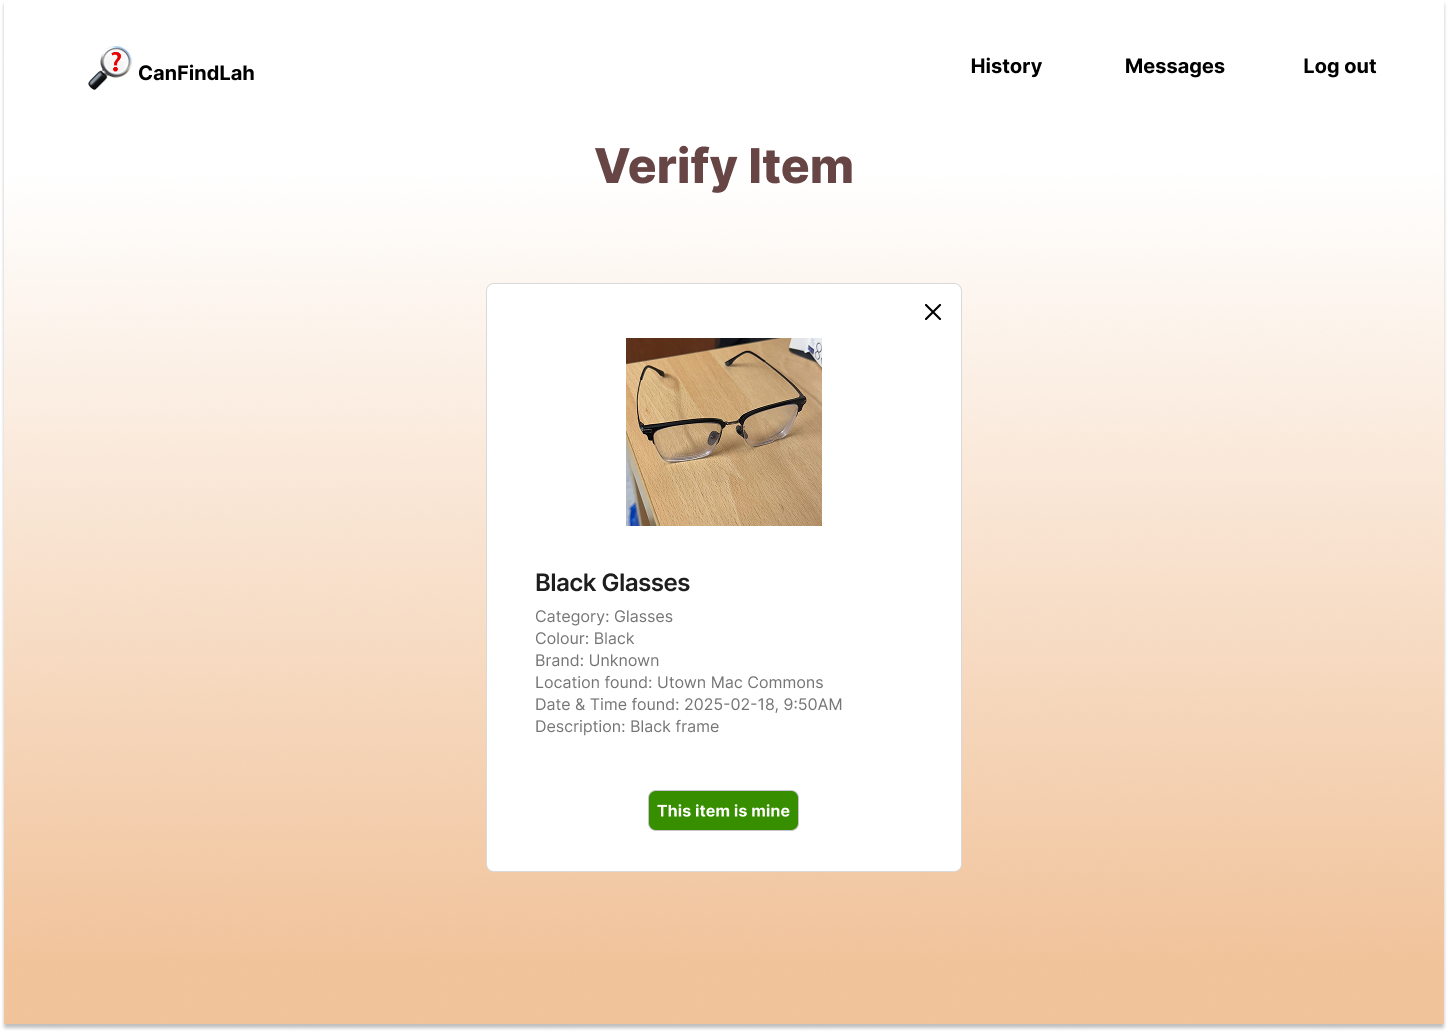 ?
CanFindLah
History
Messages
Log out
Verify Item
Black Glasses
Category: Glasses
Colour: Black
Brand: Unknown
Location found: Utown Mac Commons
Date & Time found: 2025-02-18, 9:50AM
Description: Black frame
This item is mine